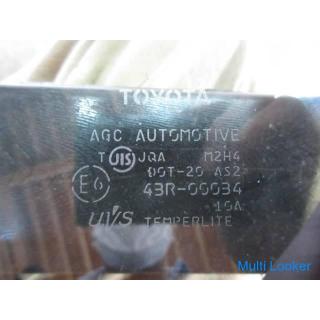 TOYOTA
AGC AUTOMOTIVE
T JIS JQA M2H4
DOT-20 AS2
E6 43R-00034
10A
UVS TEMPERLITE
Multi Looker